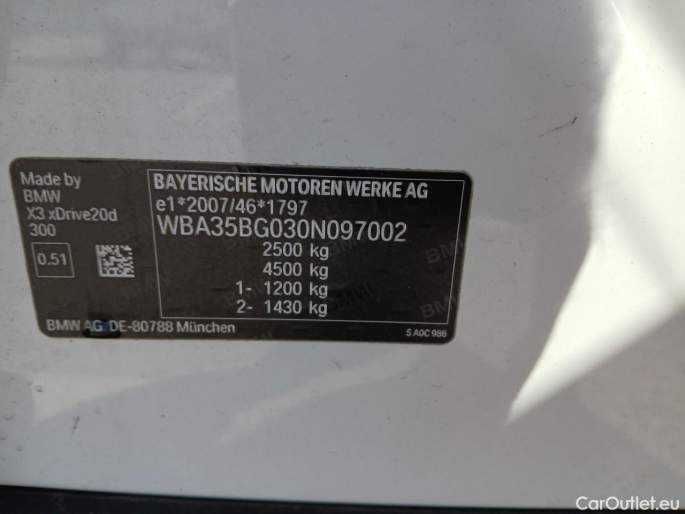 Made by
BMW
X3 xDrive20d
300
0.51
BAYERISCHE MOTOREN WERKE AG
e1*2007/46*1797
WBA35BG030N097002
2500 kg
4500 kg
1- 1200 kg
2- 1430 kg
BMW AG DE-80788 München
5 A0C 986
CarOutlet.eu